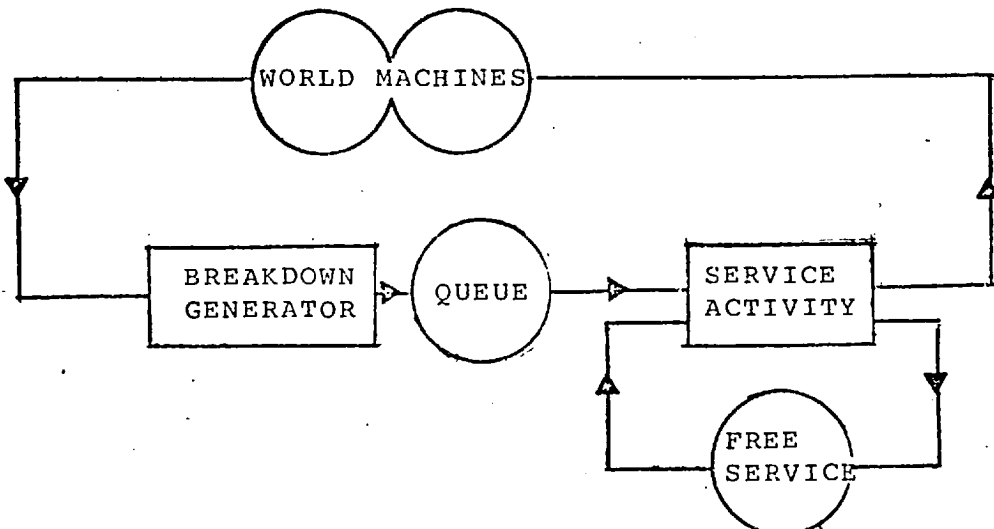 WORLD MACHINES
BREAKDOWN
GENERATOR
QUEUE
SERVICE
ACTIVITY
FREE
SERVICE